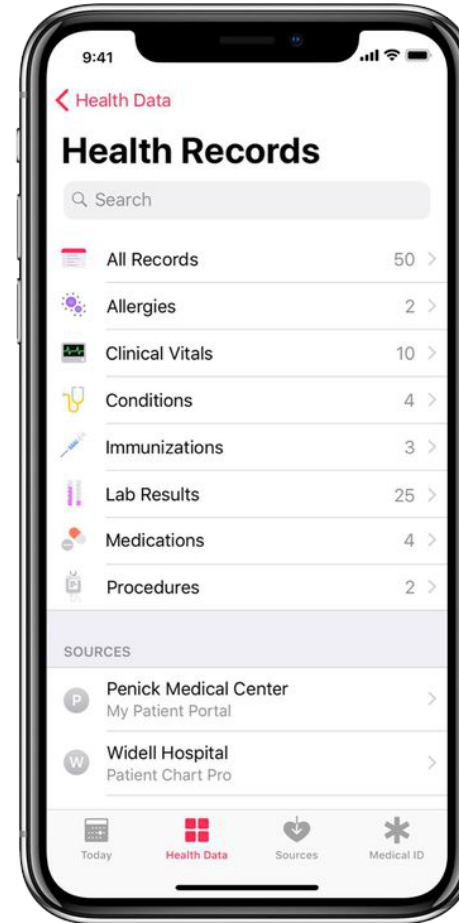 9:41
Health Data
Health Records
Search
All Records 50
Allergies 2
Clinical Vitals 10
Conditions 4
Immunizations 3
Lab Results 25
Medications 4
Procedures 2
SOURCES
P Penick Medical Center
My Patient Portal
W Widell Hospital
Patient Chart Pro
Today Health Data Sources Medical ID